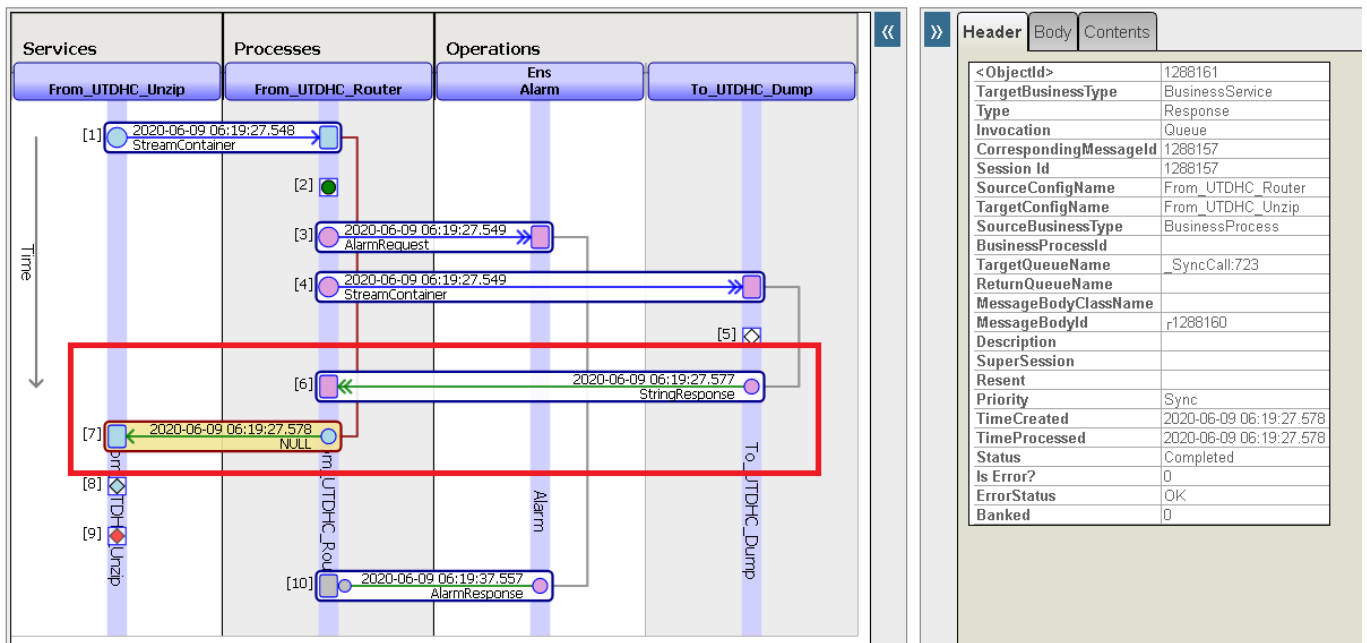 Services
Processes
Operations
From_UTDHC_Unzip
From_UTDHC_Router
Ens
Alarm
To_UTDHC_Dump
Time
[1]
2020-06-09 06:19:27.548
StreamContainer
[2]
[3]
2020-06-09 06:19:27.549
AlarmRequest
[4]
2020-06-09 06:19:27.549
StreamContainer
[5]
[6]
2020-06-09 06:19:27.577
StringResponse
[7]
2020-06-09 06:19:27.578
NULL
[8]
[9]
[10]
2020-06-09 06:19:37.557
AlarmResponse
Alarm
To_UTDHC_Dump
«
»
Header Body Contents
<ObjectId> 1288161
TargetBusinessType BusinessService
Type Response
Invocation Queue
CorrespondingMessageId 1288157
Session Id 1288157
SourceConfigName From_UTDHC_Router
TargetConfigName From_UTDHC_Unzip
SourceBusinessType BusinessProcess
BusinessProcessId
TargetQueueName _SyncCall:723
ReturnQueueName
MessageBodyClassName
MessageBodyId ┌1288160
Description
SuperSession
Resent
Priority Sync
TimeCreated 2020-06-09 06:19:27.578
TimeProcessed 2020-06-09 06:19:27.578
Status Completed
Is Error? 0
ErrorStatus OK
Banked 0